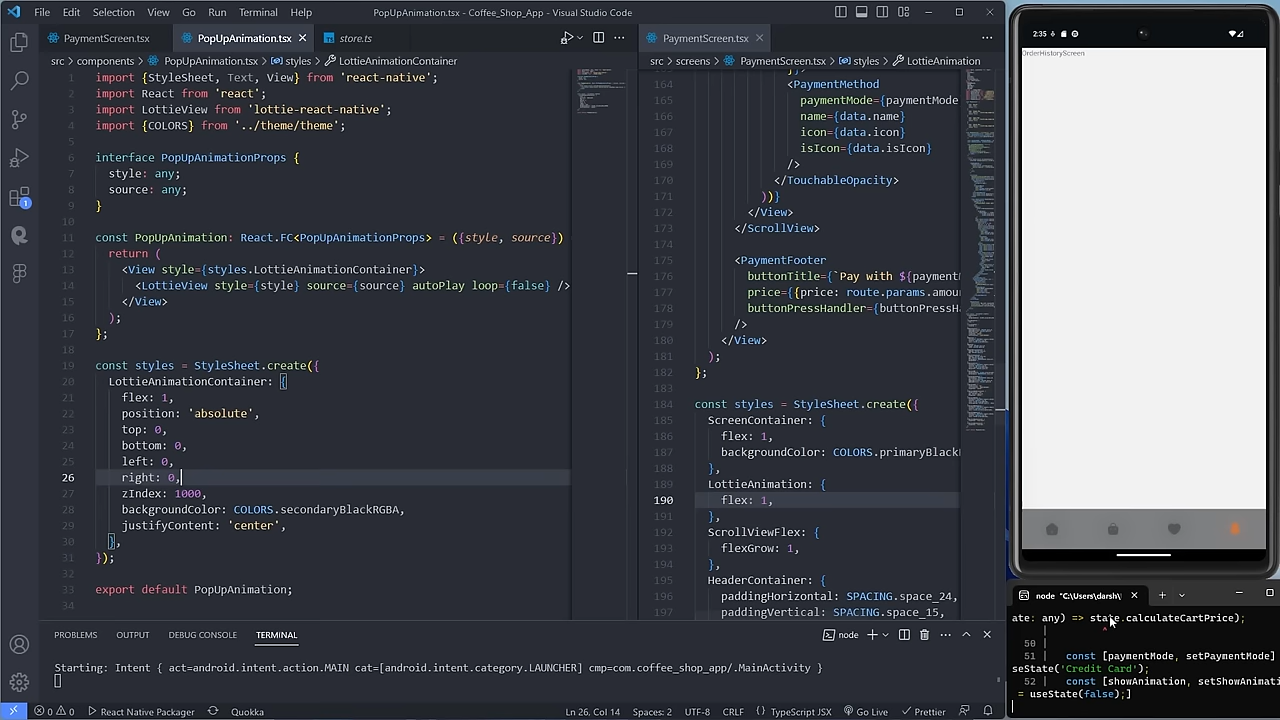 File Edit Selection View Go Run Terminal Help
PopUpAnimation.tsx - Coffee_Shop_App - Visual Studio Code
PaymentScreen.tsx
PopUpAnimation.tsx
store.ts
src > components > PopUpAnimation.tsx > styles > LottieAnimationContainer
1 import {StyleSheet, Text, View} from 'react-native';
2 import React from 'react';
3 import LottieView from 'lottie-react-native';
4 import {COLORS} from '../theme/theme';
5
6 interface PopUpAnimationProps {
7 style: any;
8 source: any;
9 }
10
11 const PopUpAnimation: React.FC<PopUpAnimationProps> = ({style, source})
12 return (
13 <View style={styles.LottieAnimationContainer}>
14 <LottieView style={style} source={source} autoPlay loop={false} />
15 </View>
16 );
17 };
18
19 const styles = StyleSheet.create({
20 LottieAnimationContainer: {
21 flex: 1,
22 position: 'absolute',
23 top: 0,
24 bottom: 0,
25 left: 0,
26 right: 0,
27 zIndex: 1000,
28 backgroundColor: COLORS.secondaryBlackRGBA,
29 justifyContent: 'center',
30 },
31 });
32
33 export default PopUpAnimation;
34
PaymentScreen.tsx
src > screens > PaymentScreen.tsx > styles > LottieAnimation
164 <PaymentMethod
165 paymentMode={paymentMode
166 name={data.name}
167 icon={data.icon}
168 isIcon={data.isIcon}
169 />
170 </TouchableOpacity>
171 ))}
172 </View>
173 </ScrollView>
174
175 <PaymentFooter
176 buttonTitle={`Pay with ${paymentM
177 price={{price: route.params.amour
178 buttonPressHandler={buttonPressHa
179 />
180 </View>
181 );
182 };
183
184 const styles = StyleSheet.create({
185 ScreenContainer: {
186 flex: 1,
187 backgroundColor: COLORS.primaryBlackH
188 },
189 LottieAnimation: {
190 flex: 1,
191 },
192 ScrollViewFlex: {
193 flexGrow: 1,
194 },
195 HeaderContainer: {
196 paddingHorizontal: SPACING.space_24,
197 paddingVertical: SPACING.space_15,
PROBLEMS OUTPUT DEBUG CONSOLE TERMINAL
node
Starting: Intent { act=android.intent.action.MAIN cat=[android.intent.category.LAUNCHER] cmp=com.coffee_shop_app/.MainActivity }
1
0 0 React Native Packager Quokka
Ln 26, Col 14 Spaces: 2 UTF-8 CRLF TypeScript JSX Go Live Prettier
2:35
OrderHistoryScreen
node "C:\Users\darsh\
ate: any) => state.calculateCartPrice);
| ^
50 |
51 | const [paymentMode, setPaymentMode]
seState('Credit Card');
52 | const [showAnimation, setShowAnimati
= useState(false);]